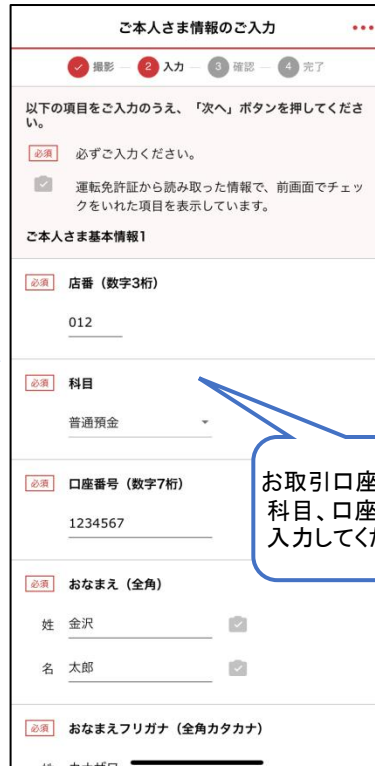 ご本人さま情報のご入力
撮影 2 入力 3 確認 4 完了
以下の項目をご入力のうえ、「次へ」ボタンを押してくださ
い。
必須 必ずご入力ください。
運転免許証から読み取った情報で、前画面でチェッ
クをいれた項目を表示しています。
ご本人さま基本情報1
必須 店番（数字3桁）
012
必須 科目
普通預金
お取引口座
科目、口座
入力してくだ
必須 口座番号（数字7桁）
1234567
必須 おなまえ（全角）
姓 金沢
名 太郎
必須 おなまえフリガナ（全角カタカナ）